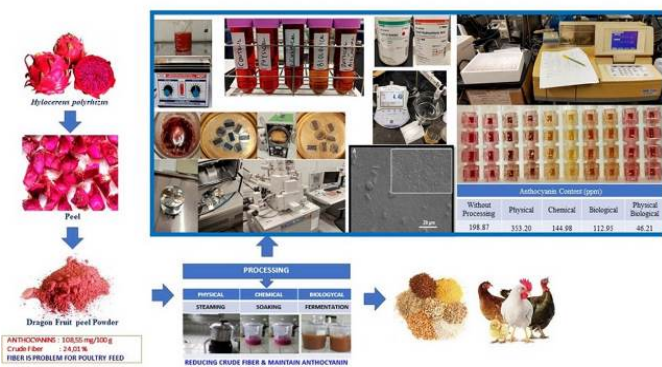 Hylocereus polyrhizus
Peel
Dragon Fruit peel Powder
ANTHOCYANINS : 108,55 mg/100 g
Crude Fiber : 24,01 %
FIBER IS PROBLEM FOR POULTRY FEED
PROCESSING
PHYSICAL
CHEMICAL
BIOLOGYCAL
STEAMING
SOAKING
FERMENTATION
REDUCING CRUDE FIBER & MAINTAIN ANTHOCYANIN
20 µm
Anthocyanin Content (ppm)
Without Processing
Physical
Chemical
Biological
Physical Biological
198.87
353.20
144.98
112.95
46.21